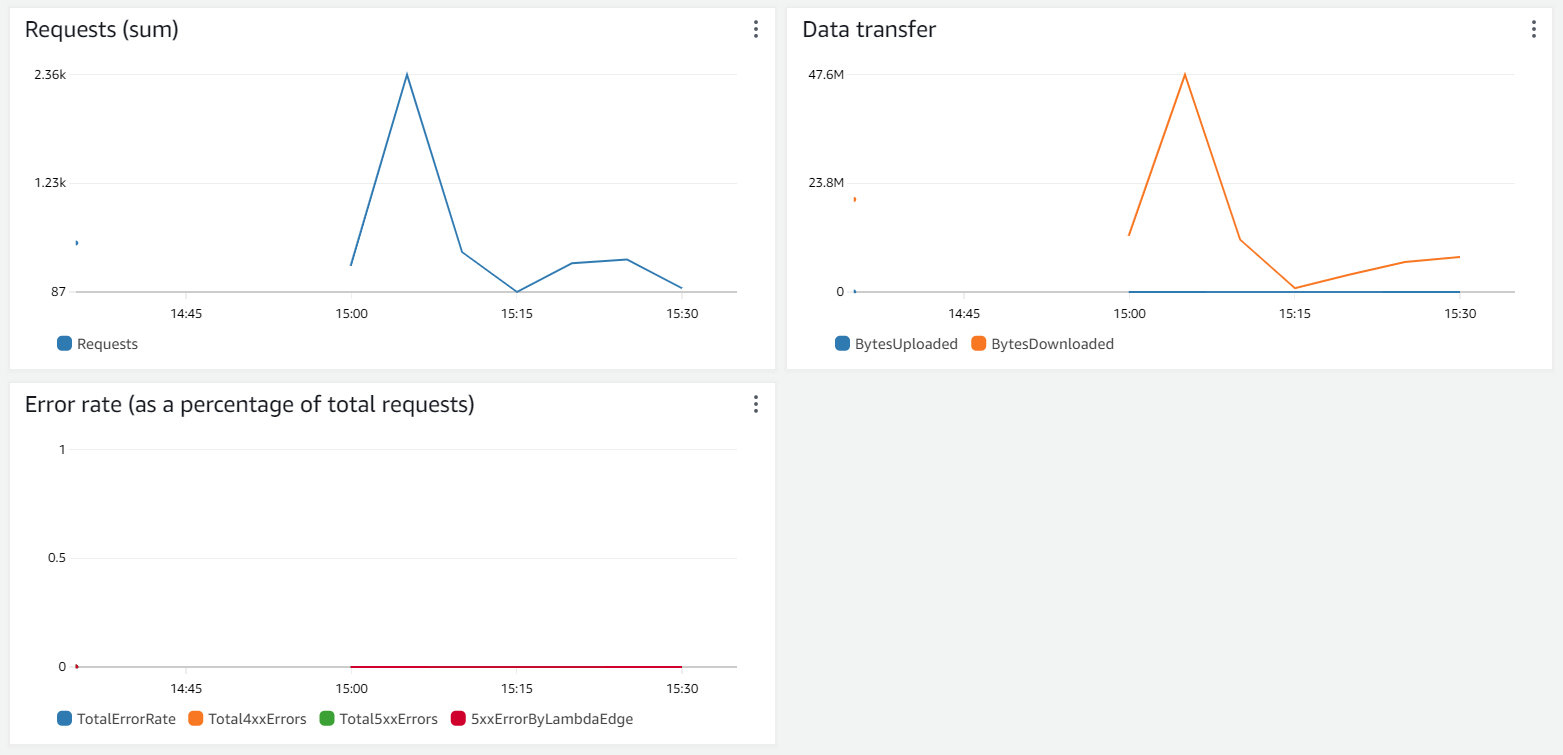 Requests (sum)
2.36k
1.23k
87
14:45 15:00 15:15 15:30
Requests
Data transfer
47.6M
23.8M
0
14:45 15:00 15:15 15:30
BytesUploaded BytesDownloaded
Error rate (as a percentage of total requests)
1
0.5
0
14:45 15:00 15:15 15:30
TotalErrorRate Total4xxErrors Total5xxErrors 5xxErrorByLambdaEdge